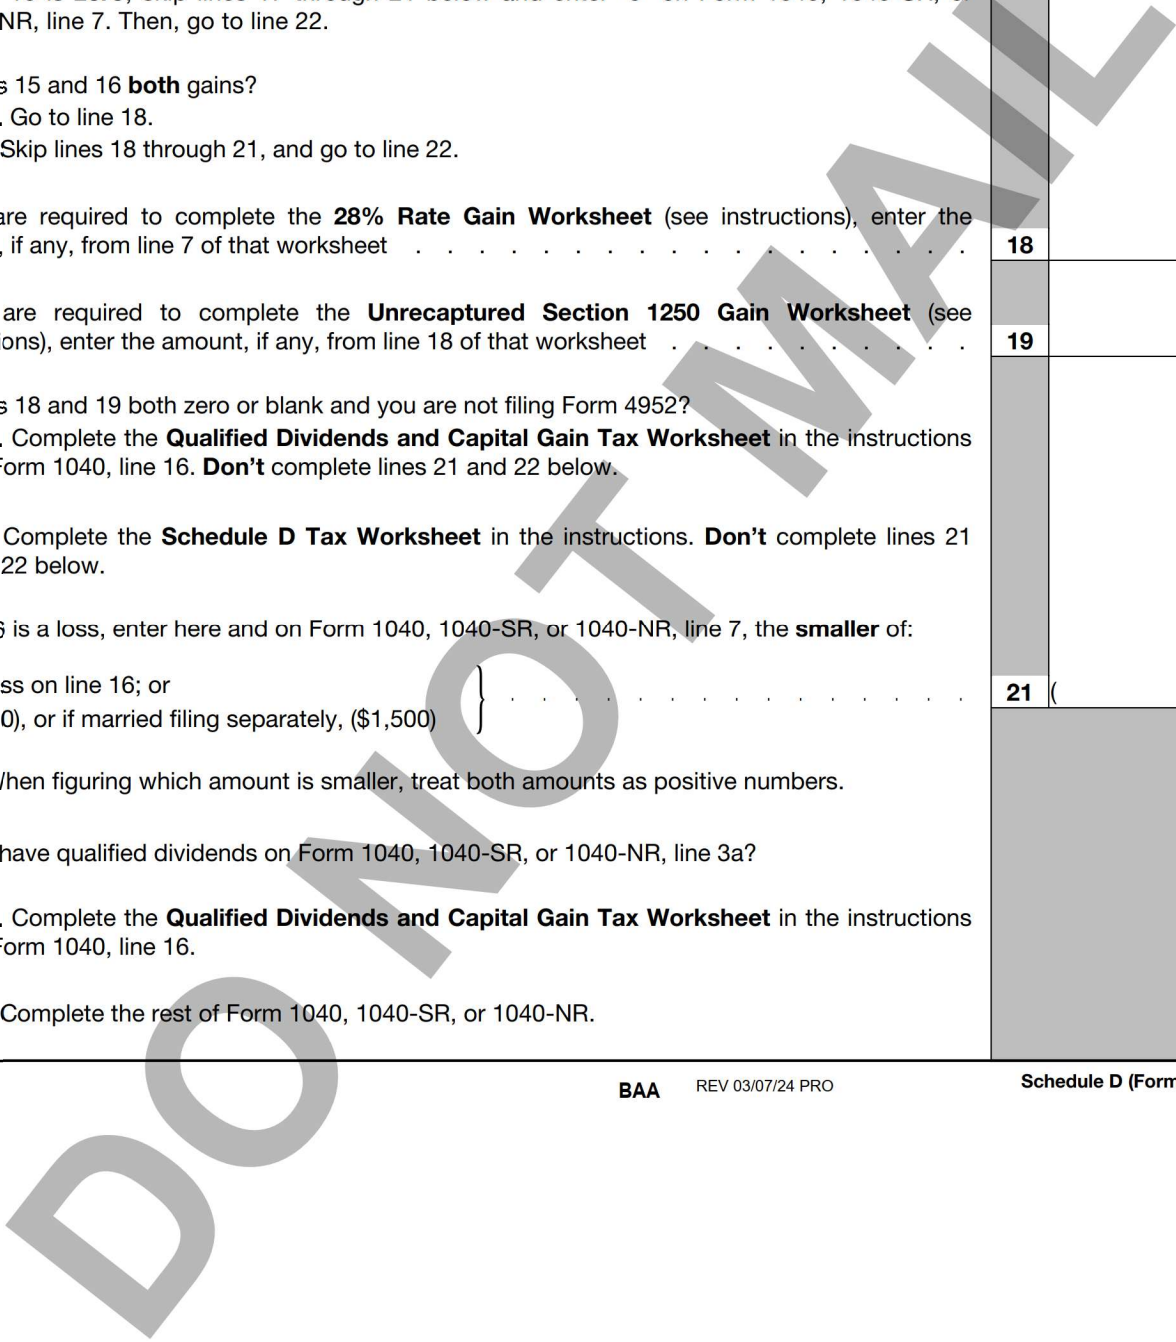 NR, line 7. Then, go to line 22.
15 and 16 both gains?
. Go to line 18.
Skip lines 18 through 21, and go to line 22.
are required to complete the 28% Rate Gain Worksheet (see instructions), enter the
, if any, from line 7 of that worksheet . . . . . . . . . . . . . . . . . . 18
are required to complete the Unrecaptured Section 1250 Gain Worksheet (see
ions), enter the amount, if any, from line 18 of that worksheet . . . . . . . . . . 19
18 and 19 both zero or blank and you are not filing Form 4952?
. Complete the Qualified Dividends and Capital Gain Tax Worksheet in the instructions
Form 1040, line 16. Don't complete lines 21 and 22 below.
Complete the Schedule D Tax Worksheet in the instructions. Don't complete lines 21
22 below.
is a loss, enter here and on Form 1040, 1040-SR, or 1040-NR, line 7, the smaller of:
ss on line 16; or
} . . . . . . . . . . . . . . . 21 (
0), or if married filing separately, ($1,500)
When figuring which amount is smaller, treat both amounts as positive numbers.
have qualified dividends on Form 1040, 1040-SR, or 1040-NR, line 3a?
. Complete the Qualified Dividends and Capital Gain Tax Worksheet in the instructions
Form 1040, line 16.
Complete the rest of Form 1040, 1040-SR, or 1040-NR.
BAA REV 03/07/24 PRO Schedule D (Form
DO NOT MAIL